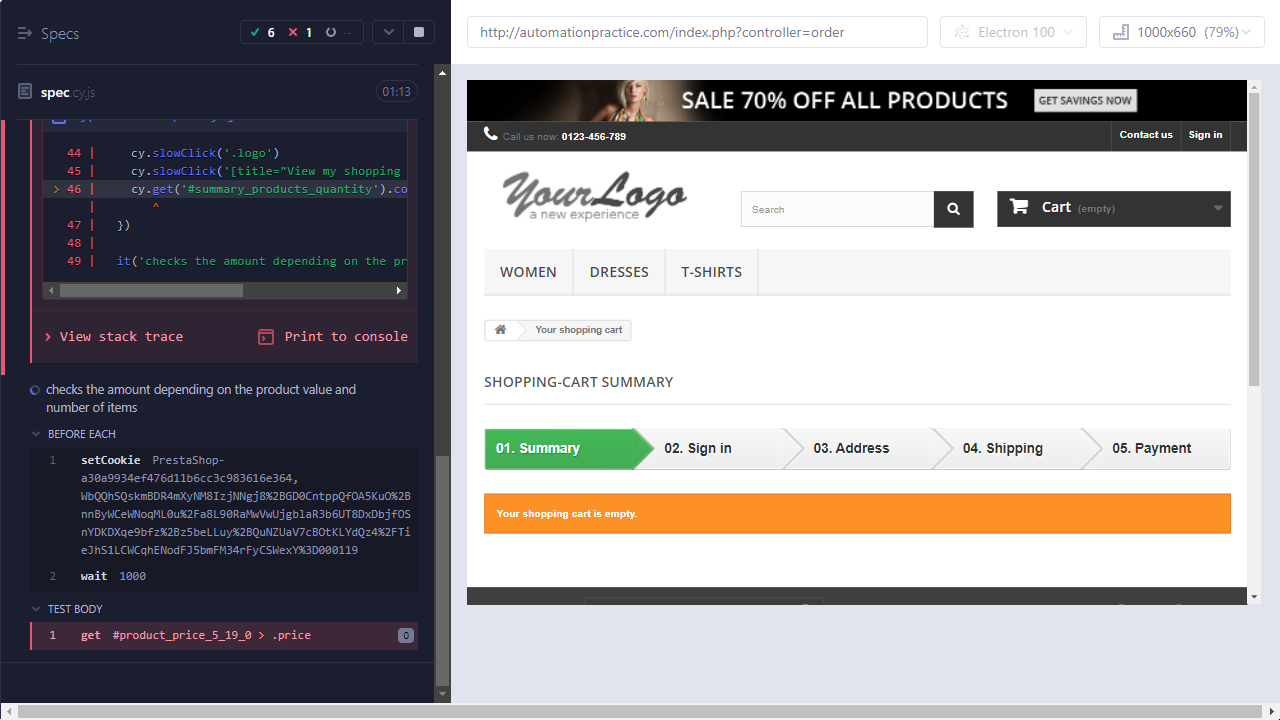 Specs
6
1
--
spec.cy.js
01:13
44 | cy.slowClick('.logo')
45 | cy.slowClick('[title="View my shopping
> 46 | cy.get('#summary_products_quantity').co
| ^
47 | })
48 |
49 | it('checks the amount depending on the pr
View stack trace
Print to console
checks the amount depending on the product value and
number of items
BEFORE EACH
1 setCookie PrestaShop-
a30a9934ef476d11b6cc3c983616e364,
WbQQhSQskmBDR4mXyNM8IzjNNgj8%2BGD0CntppQfOA5KuO%2B
nnByWCeWNoqML0u%2Fa8L90RaMwVwUjgblaR3b6UT8DxDbjfOS
nYDKDXqe9bfz%2Bz5beLLuy%2BQuNZUaV7cBOtKLYdQz4%2FTi
eJhS1LCWCqhENodFJ5bmFM34rFyCSWexY%3D000119
2 wait 1000
TEST BODY
1 get #product_price_5_19_0 > .price
0
http://automationpractice.com/index.php?controller=order
Electron 100
1000x660 (79%)
SALE 70% OFF ALL PRODUCTS
GET SAVINGS NOW
Call us now: 0123-456-789
Contact us
Sign in
YourLogo
a new experience
Search
Cart (empty)
WOMEN
DRESSES
T-SHIRTS
Your shopping cart
SHOPPING-CART SUMMARY
01. Summary
02. Sign in
03. Address
04. Shipping
05. Payment
Your shopping cart is empty.